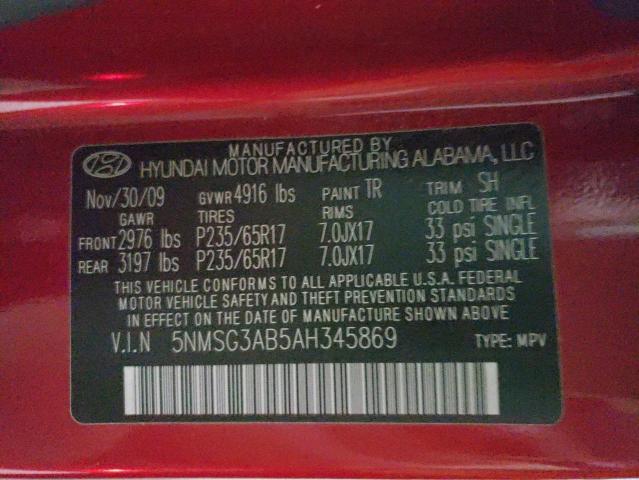 MANUFACTURED BY
HYUNDAI MOTOR MANUFACTURING ALABAMA, LLC
Nov/30/09 GVWR 4916 lbs PAINT TR TRIM SH
GAWR TIRES RIMS COLD TIRE INFL
FRONT 2976 lbs P235/65R17 7.0JX17 33 psi SINGLE
REAR 3197 lbs P235/65R17 7.0JX17 33 psi SINGLE
THIS VEHICLE CONFORMS TO ALL APPLICABLE U.S.A. FEDERAL
MOTOR VEHICLE SAFETY AND THEFT PREVENTION STANDARDS
IN EFFECT ON THE DATE OF MANUFACTURE SHOWN ABOVE
V.I.N 5NMSG3AB5AH345869 TYPE: MPV